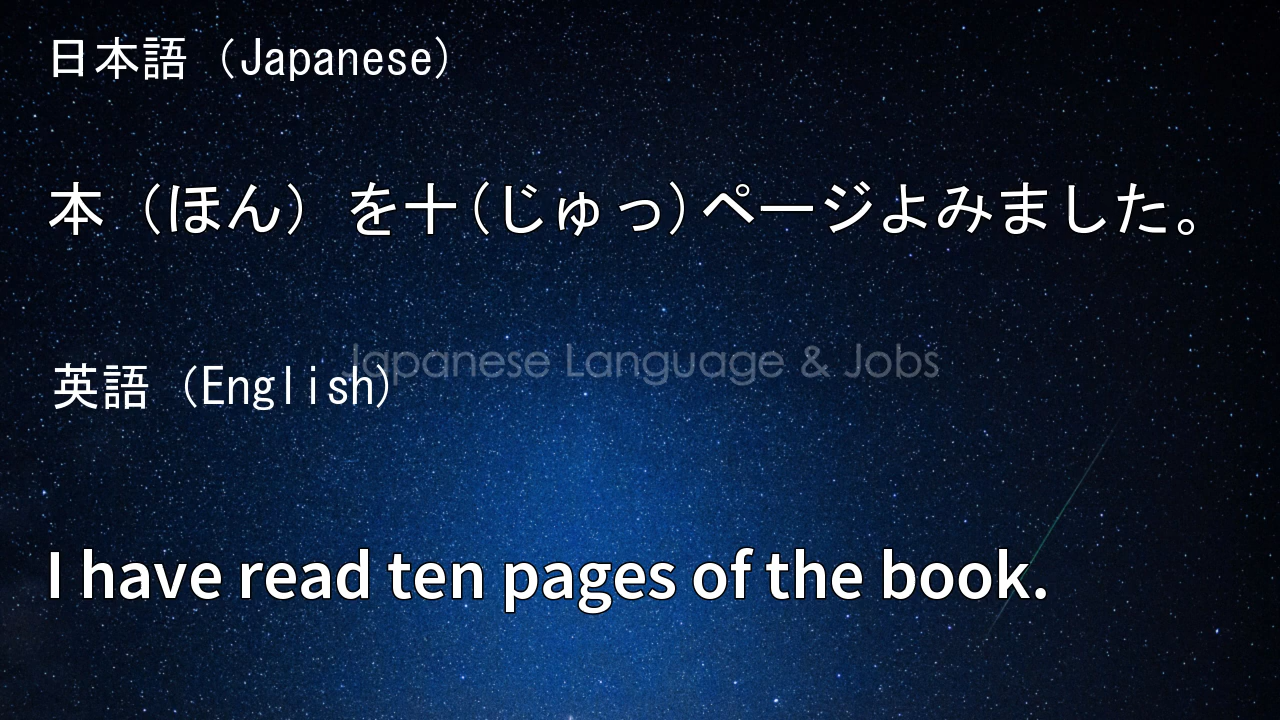 日本語（Japanese）
本（ほん）を十(じゅっ)ページよみました。
Japanese Language & Jobs
英語（English）
I have read ten pages of the book.